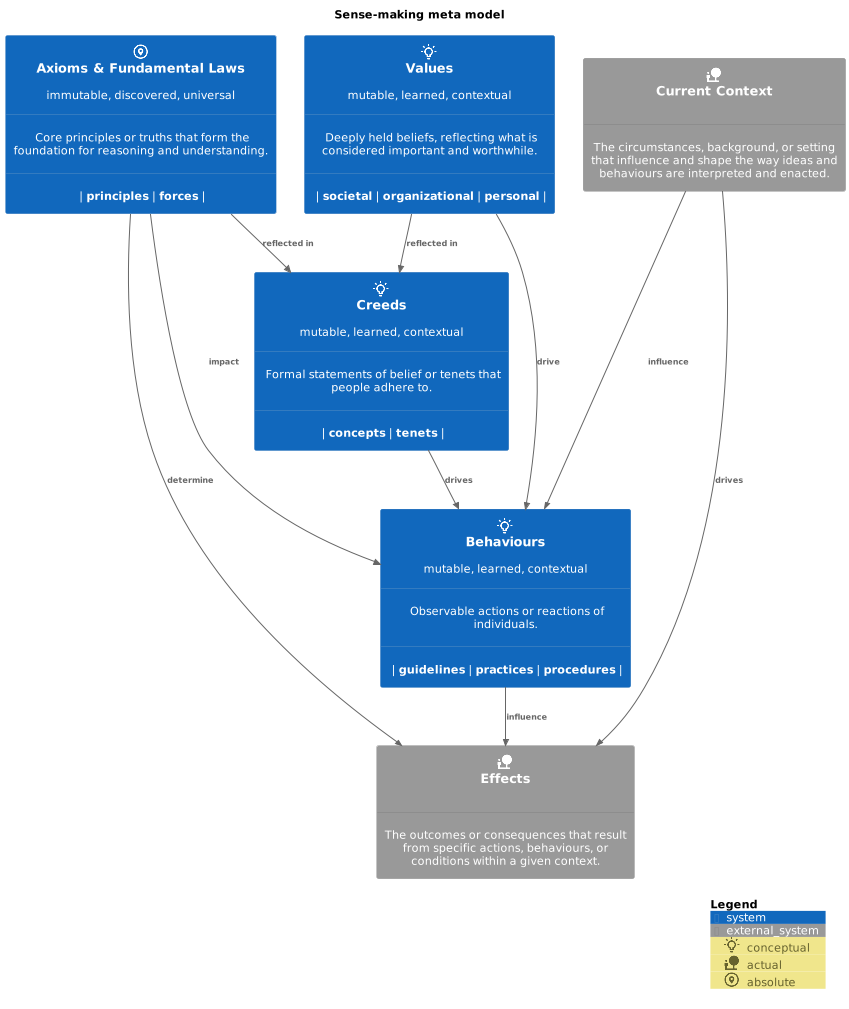 Sense-making meta model
Axioms & Fundamental Laws
immutable, discovered, universal
Core principles or truths that form the
foundation for reasoning and understanding.
| principles | forces |
Values
mutable, learned, contextual
Deeply held beliefs, reflecting what is
considered important and worthwhile.
| societal | organizational | personal |
Current Context
The circumstances, background, or setting
that influence and shape the way ideas and
behaviours are interpreted and enacted.
reflected in
reflected in
Creeds
mutable, learned, contextual
Formal statements of belief or tenets that
people adhere to.
| concepts | tenets |
impact
drive
influence
determine
drives
drives
Behaviours
mutable, learned, contextual
Observable actions or reactions of
individuals.
| guidelines | practices | procedures |
influence
Effects
The outcomes or consequences that result
from specific actions, behaviours, or
conditions within a given context.
Legend
system
external_system
conceptual
actual
absolute